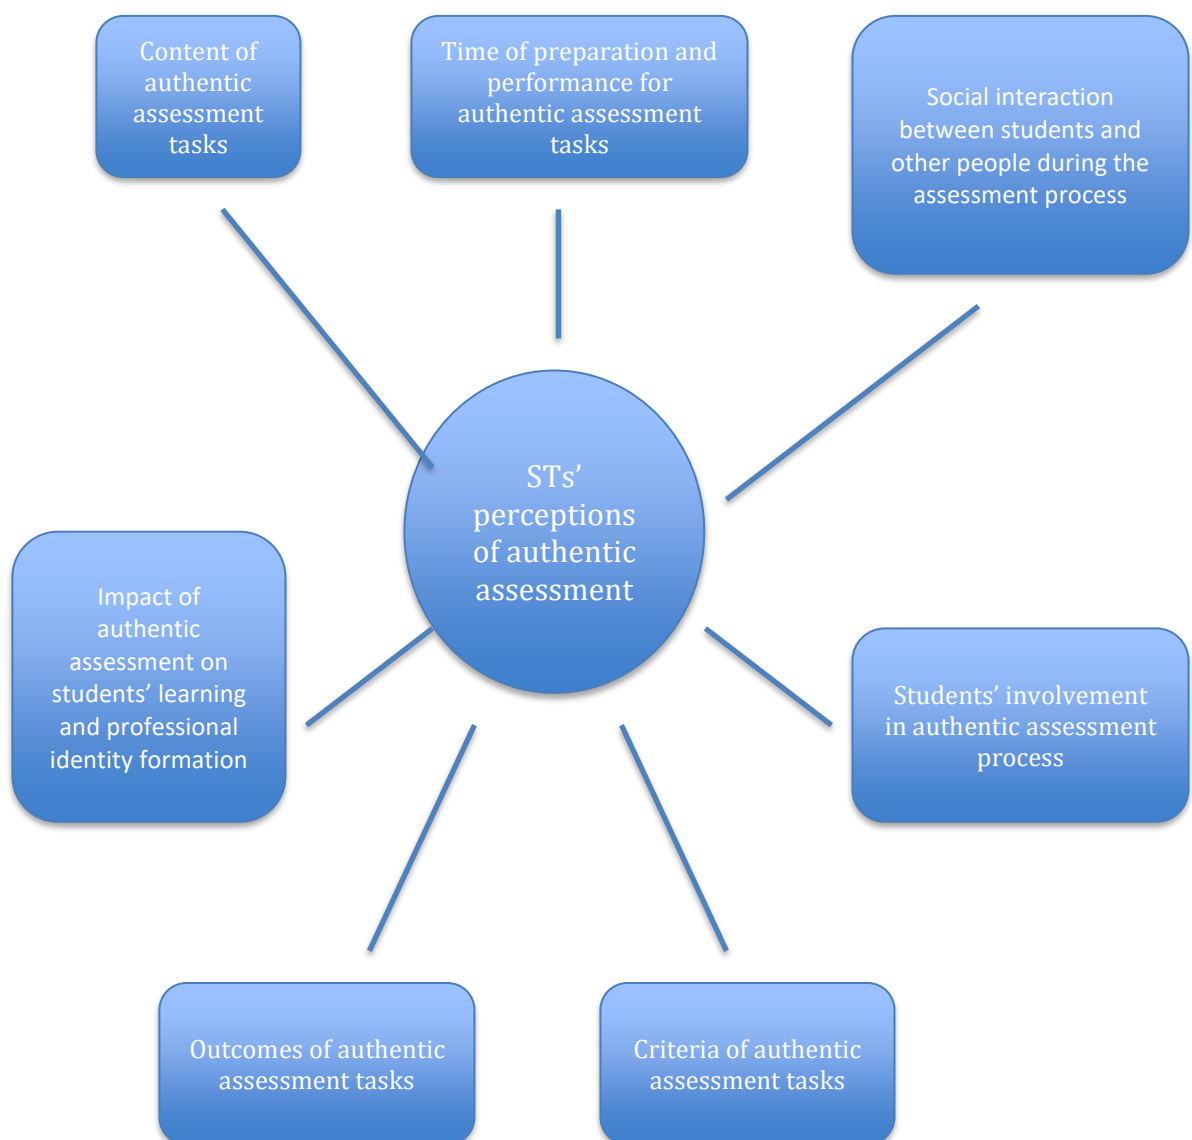 Content of
authentic
assessment
tasks
Time of preparation and
performance for
authentic assessment
tasks
Social interaction
between students and
other people during the
assessment process
STs’
perceptions
of authentic
assessment
Impact of
authentic
assessment on
students’ learning
and professional
identity formation
Students’ involvement
in authentic assessment
process
Outcomes of authentic
assessment tasks
Criteria of authentic
assessment tasks